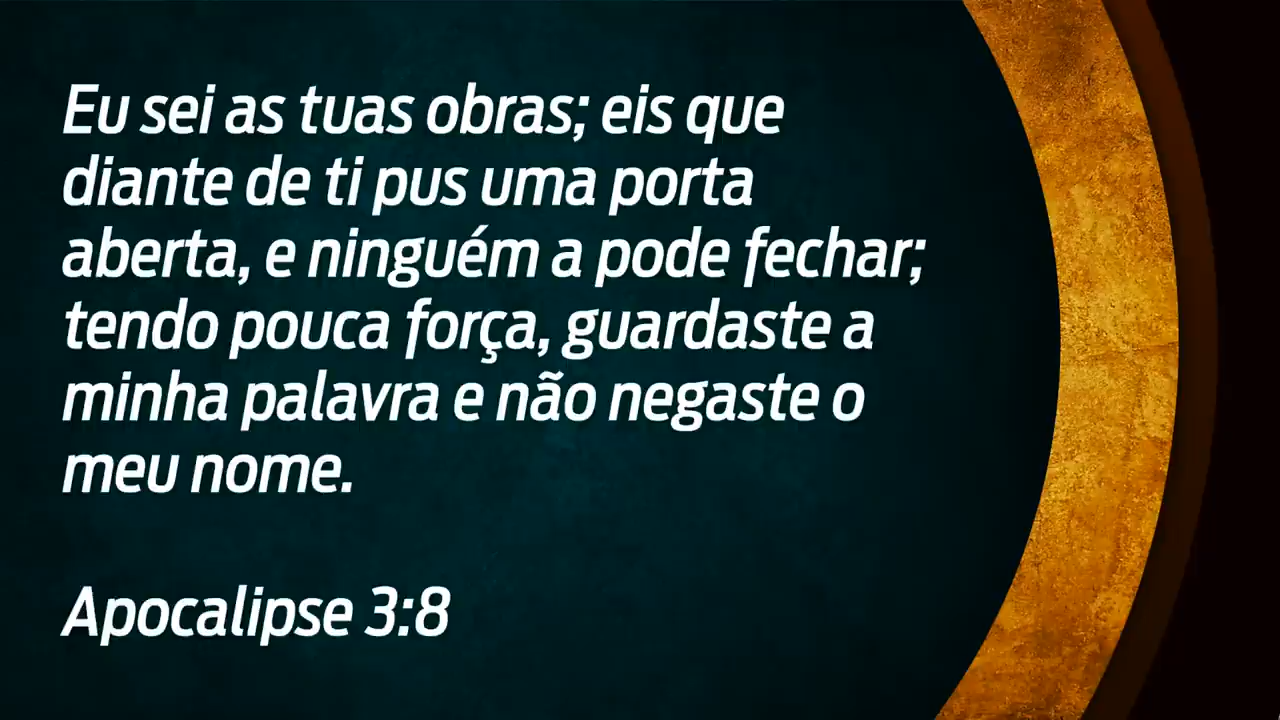 Eu sei as tuas obras; eis que
diante de ti pus uma porta
aberta, e ninguém a pode fechar;
tendo pouca força, guardaste a
minha palavra e não negaste o
meu nome.
Apocalipse 3:8